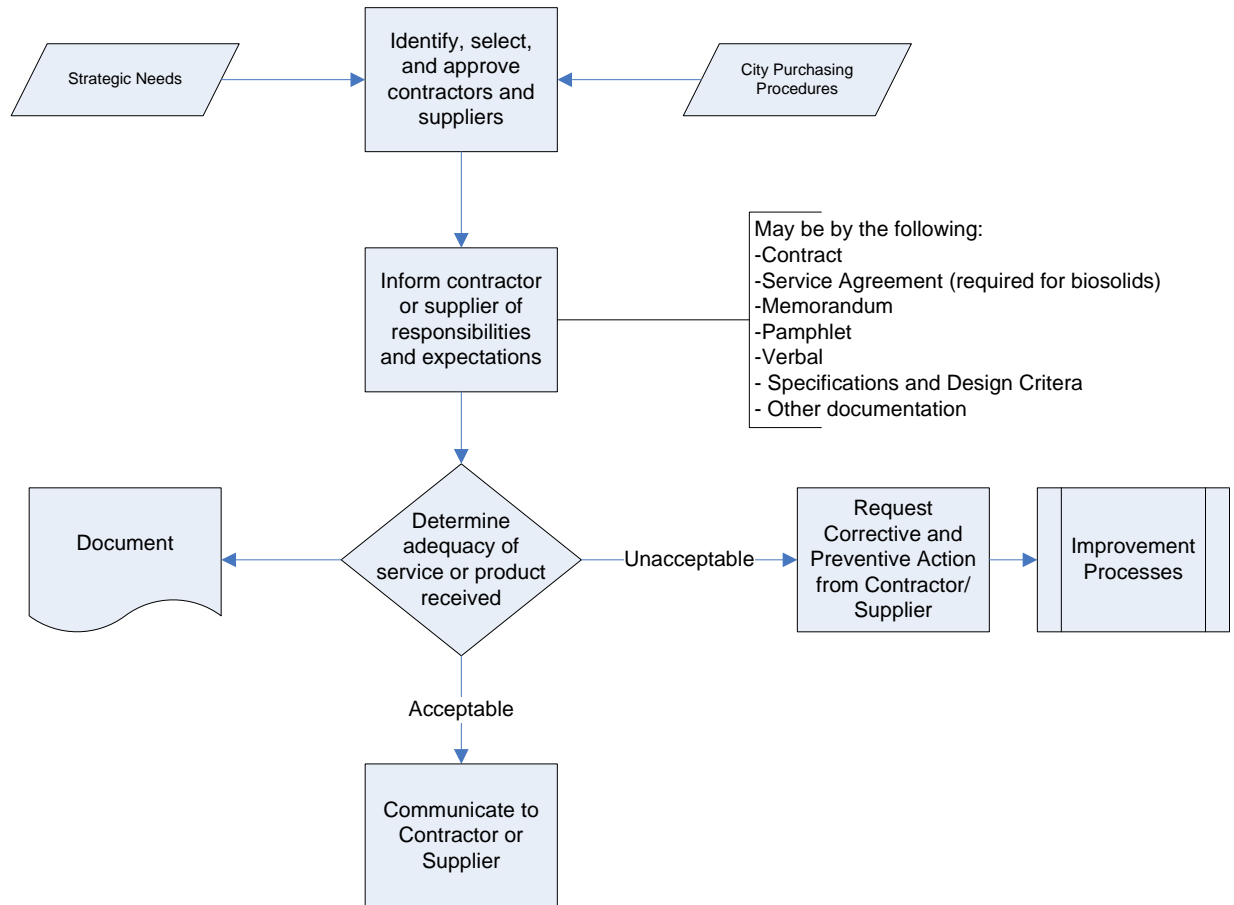 Identify, select,
and approve
contractors and
suppliers
Strategic Needs
City Purchasing
Procedures
Inform contractor
or supplier of
responsibilities
and expectations
May be by the following:
-Contract
-Service Agreement (required for biosolids)
-Memorandum
-Pamphlet
-Verbal
- Specifications and Design Critera
- Other documentation
Document
Determine
adequacy of
service or product
received
Unacceptable
Request
Corrective and
Preventive Action
from Contractor/
Supplier
Improvement
Processes
Acceptable
Communicate to
Contractor or
Supplier